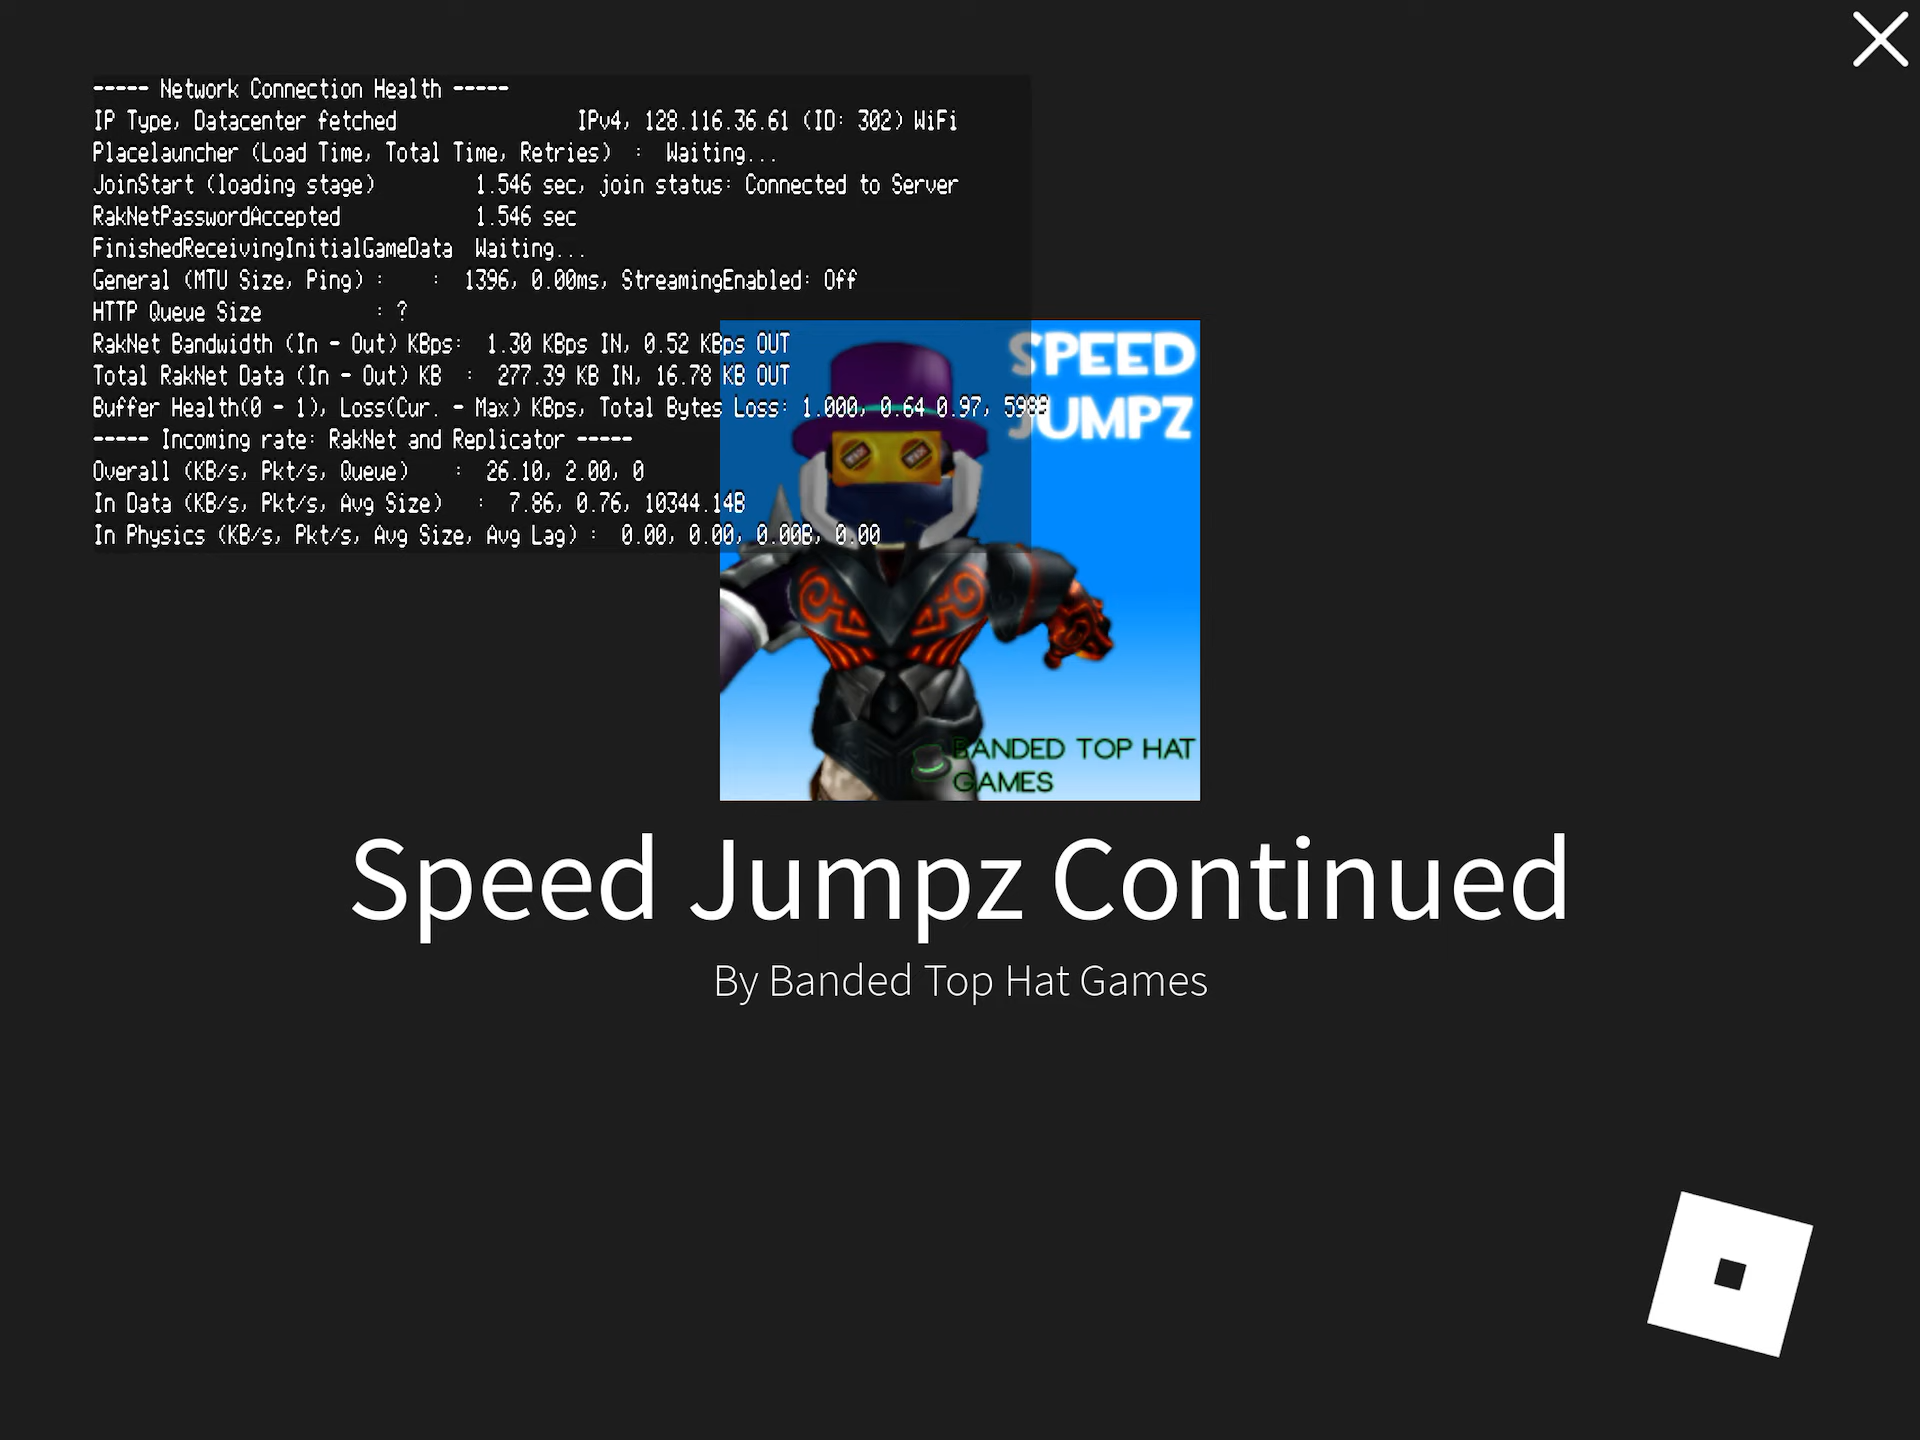 ----- Network Connection Health -----
IP Type, Datacenter fetched IPv4, 128.116.36.61 (ID: 302) WiFi
Placelauncher (Load Time, Total Time, Retries) : Waiting...
JoinStart (loading stage) 1.546 sec, join status: Connected to Server
RakNetPasswordAccepted 1.546 sec
FinishedReceivingInitialGameData Waiting...
General (MTU Size, Ping) : : 1396, 0.00ms, StreamingEnabled: Off
HTTP Queue Size : ?
RakNet Bandwidth (In - Out) KBps: 1.30 KBps IN, 0.52 KBps OUT
Total RakNet Data (In - Out) KB : 277.39 KB IN, 16.78 KB OUT
Buffer Health(0 - 1), Loss(Cur. - Max) KBps, Total Bytes Loss: 1.000, 0.64 0.97, 5989
----- Incoming rate: RakNet and Replicator -----
Overall (KB/s, Pkt/s, Queue) : 26.10, 2.00, 0
In Data (KB/s, Pkt/s, Avg Size) : 7.86, 0.76, 10344.14B
In Physics (KB/s, Pkt/s, Avg Size, Avg Lag) : 0.00, 0.00, 0.00B, 0.00
SPEED
JUMPZ
BANDED TOP HAT
GAMES
Speed Jumpz Continued
By Banded Top Hat Games